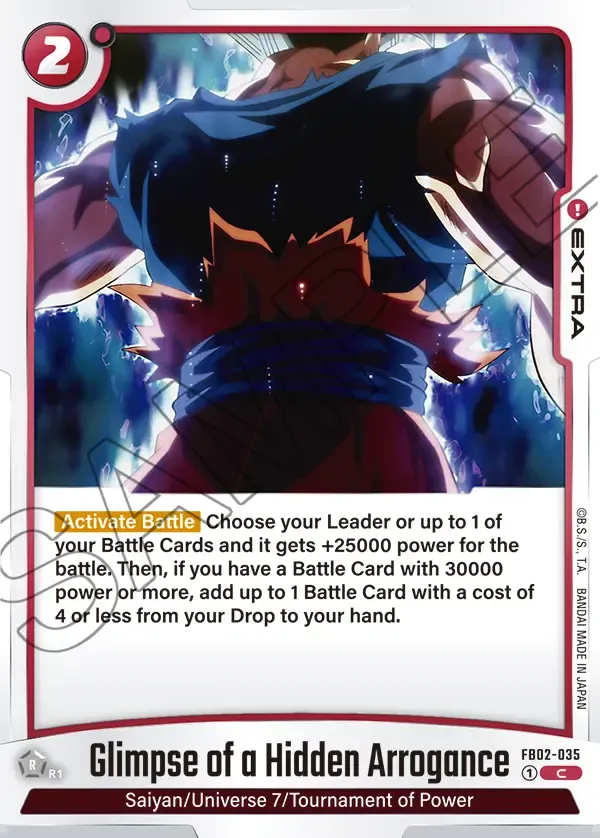 2
! EXTRA
Activate Battle Choose your Leader or up to 1 of
your Battle Cards and it gets +25000 power for the
battle. Then, if you have a Battle Card with 30000
power or more, add up to 1 Battle Card with a cost of
4 or less from your Drop to your hand.
©B.S./S., T.A. BANDAI MADE IN JAPAN
SAMPLE
R R1
Glimpse of a Hidden Arrogance
FB02-035
1 C
Saiyan/Universe 7/Tournament of Power